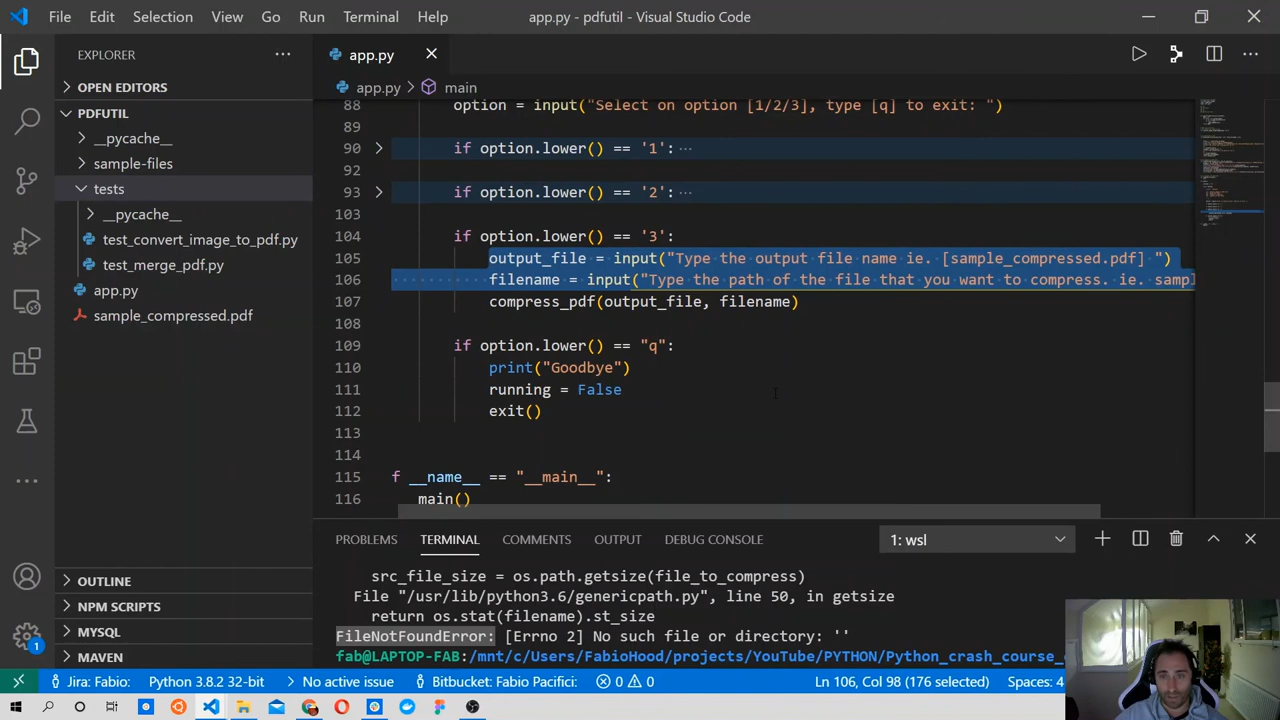 File Edit Selection View Go Run Terminal Help app.py - pdfutil - Visual Studio Code
EXPLORER
OPEN EDITORS
PDFUTIL
__pycache__
sample-files
tests
__pycache__
test_convert_image_to_pdf.py
test_merge_pdf.py
app.py
sample_compressed.pdf
OUTLINE
NPM SCRIPTS
MYSQL
MAVEN
app.py
app.py main
88 option = input("Select on option [1/2/3], type [q] to exit: ")
89
90 if option.lower() == '1':
92
93 if option.lower() == '2':
103
104 if option.lower() == '3':
105 output_file = input("Type the output file name ie. [sample_compressed.pdf] ")
106 filename = input("Type the path of the file that you want to compress. ie. sampl
107 compress_pdf(output_file, filename)
108
109 if option.lower() == "q":
110 print("Goodbye")
111 running = False
112 exit()
113
114
115 f __name__ == "__main__":
116 main()
PROBLEMS TERMINAL COMMENTS OUTPUT DEBUG CONSOLE 1: wsl
src_file_size = os.path.getsize(file_to_compress)
File "/usr/lib/python3.6/genericpath.py", line 50, in getsize
return os.stat(filename).st_size
FileNotFoundError: [Errno 2] No such file or directory: ''
fab@LAPTOP-FAB:/mnt/c/Users/FabioHood/projects/YouTube/PYTHON/Python_crash_course_
1
Jira: Fabio: Python 3.8.2 32-bit No active issue Bitbucket: Fabio Pacifici: 0 0 Ln 106, Col 98 (176 selected) Spaces: 4